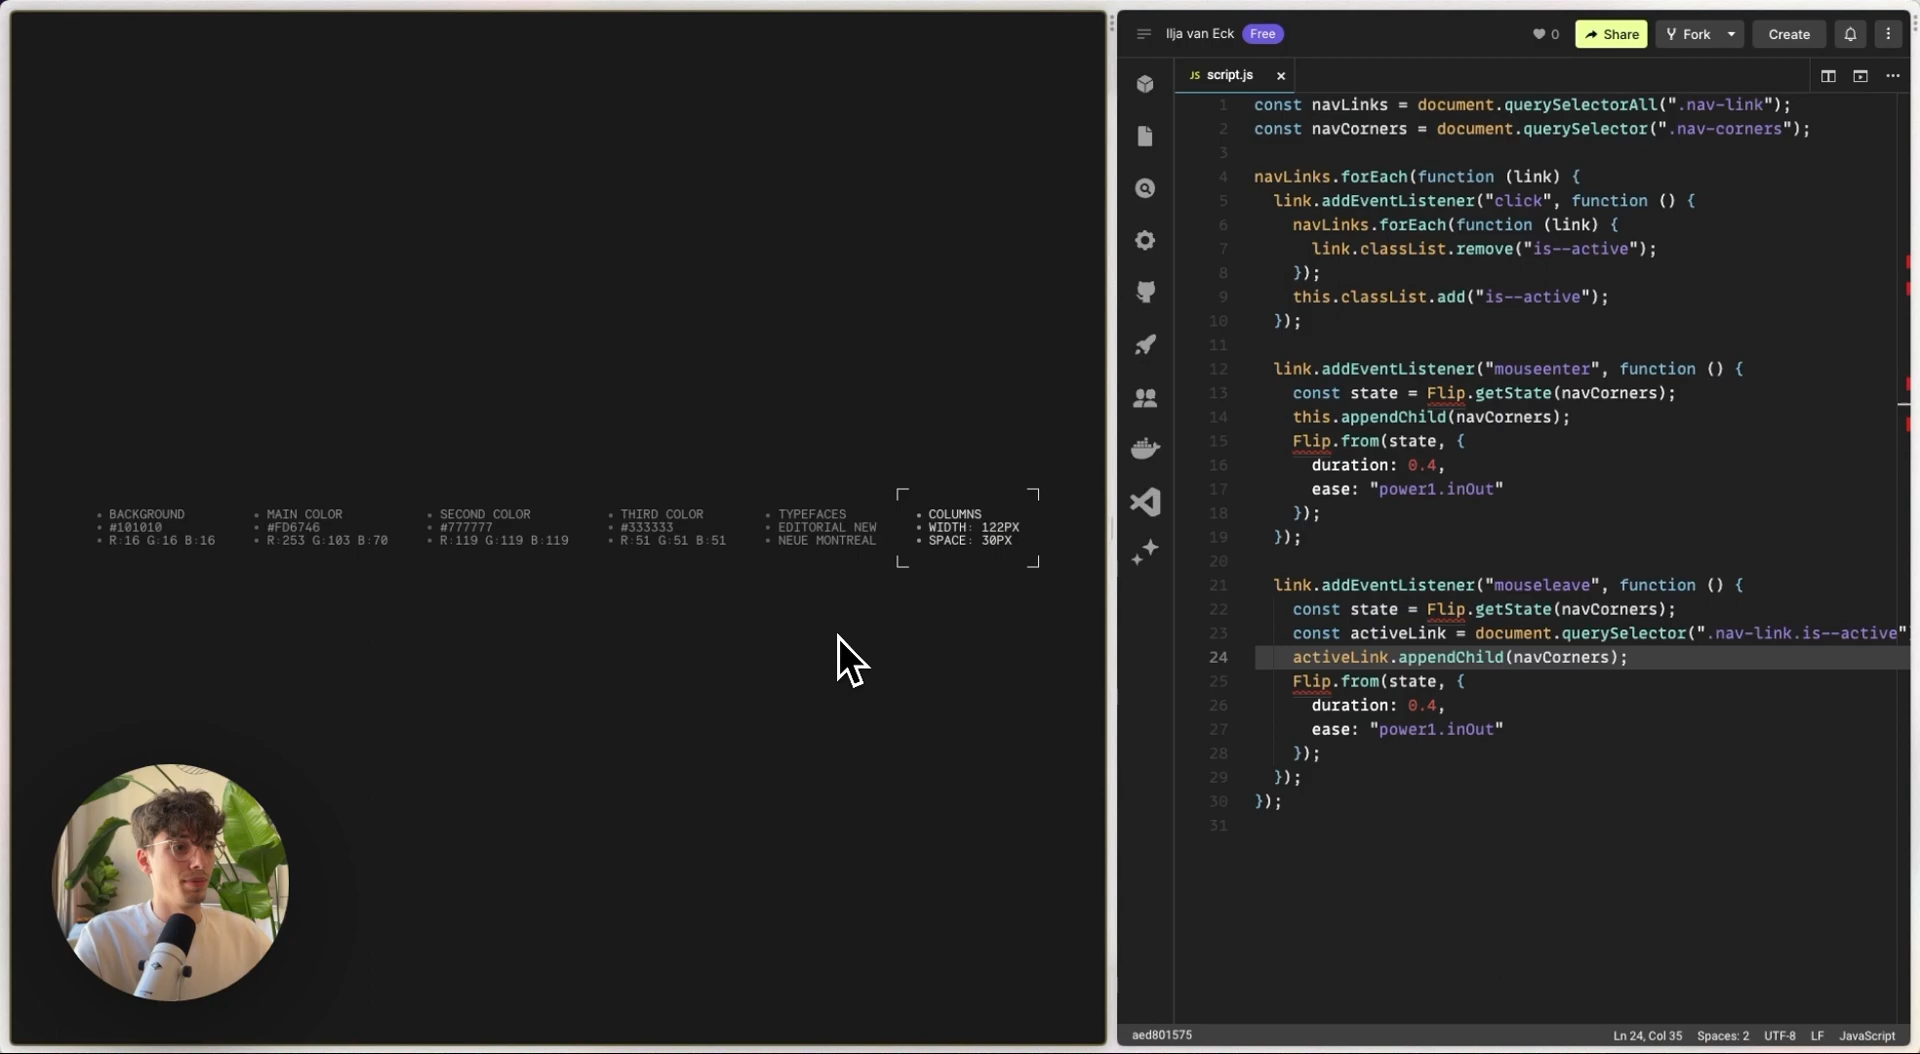 BACKGROUND
#101010
R:16 G:16 B:16
MAIN COLOR
#FD6746
R:253 G:103 B:70
SECOND COLOR
#777777
R:119 G:119 B:119
THIRD COLOR
#333333
R:51 G:51 B:51
TYPEFACES
EDITORIAL NEW
NEUE MONTREAL
COLUMNS
WIDTH: 122PX
SPACE: 30PX
Ilja van Eck Free
0 Share Fork Create
JS script.js
1 const navLinks = document.querySelectorAll(".nav-link");
2 const navCorners = document.querySelector(".nav-corners");
3
4 navLinks.forEach(function (link) {
5 link.addEventListener("click", function () {
6 navLinks.forEach(function (link) {
7 link.classList.remove("is--active");
8 });
9 this.classList.add("is--active");
10 });
11
12 link.addEventListener("mouseenter", function () {
13 const state = Flip.getState(navCorners);
14 this.appendChild(navCorners);
15 Flip.from(state, {
16 duration: 0.4,
17 ease: "power1.inOut"
18 });
19 });
20
21 link.addEventListener("mouseleave", function () {
22 const state = Flip.getState(navCorners);
23 const activeLink = document.querySelector(".nav-link.is--active"
24 activeLink.appendChild(navCorners);
25 Flip.from(state, {
26 duration: 0.4,
27 ease: "power1.inOut"
28 });
29 });
30 });
31
aed801575 Ln 24, Col 35 Spaces: 2 UTF-8 LF JavaScript